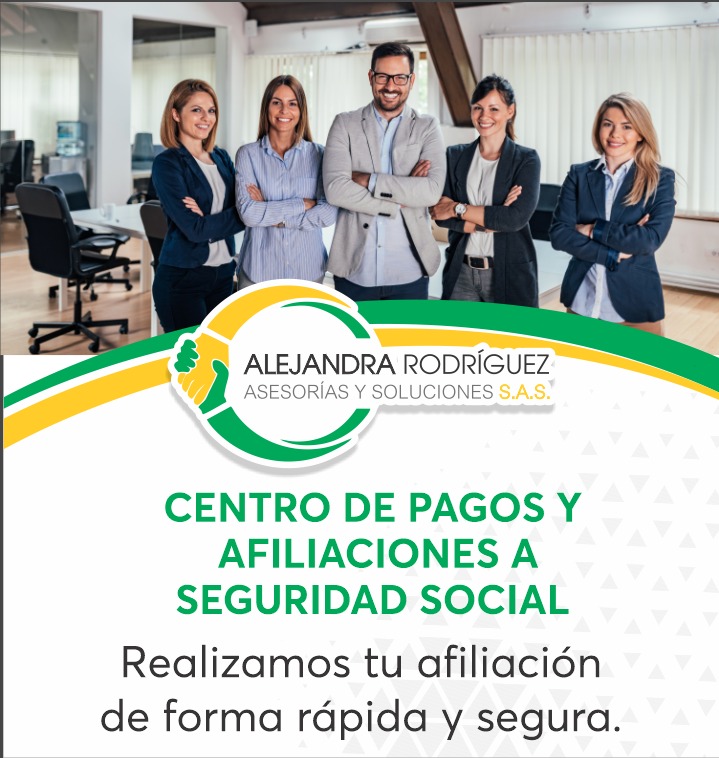 ALEJANDRA RODRÍGUEZ
ASESORÍAS Y SOLUCIONES S.A.S.
CENTRO DE PAGOS Y
AFILIACIONES A
SEGURIDAD SOCIAL
Realizamos tu afiliación
de forma rápida y segura.